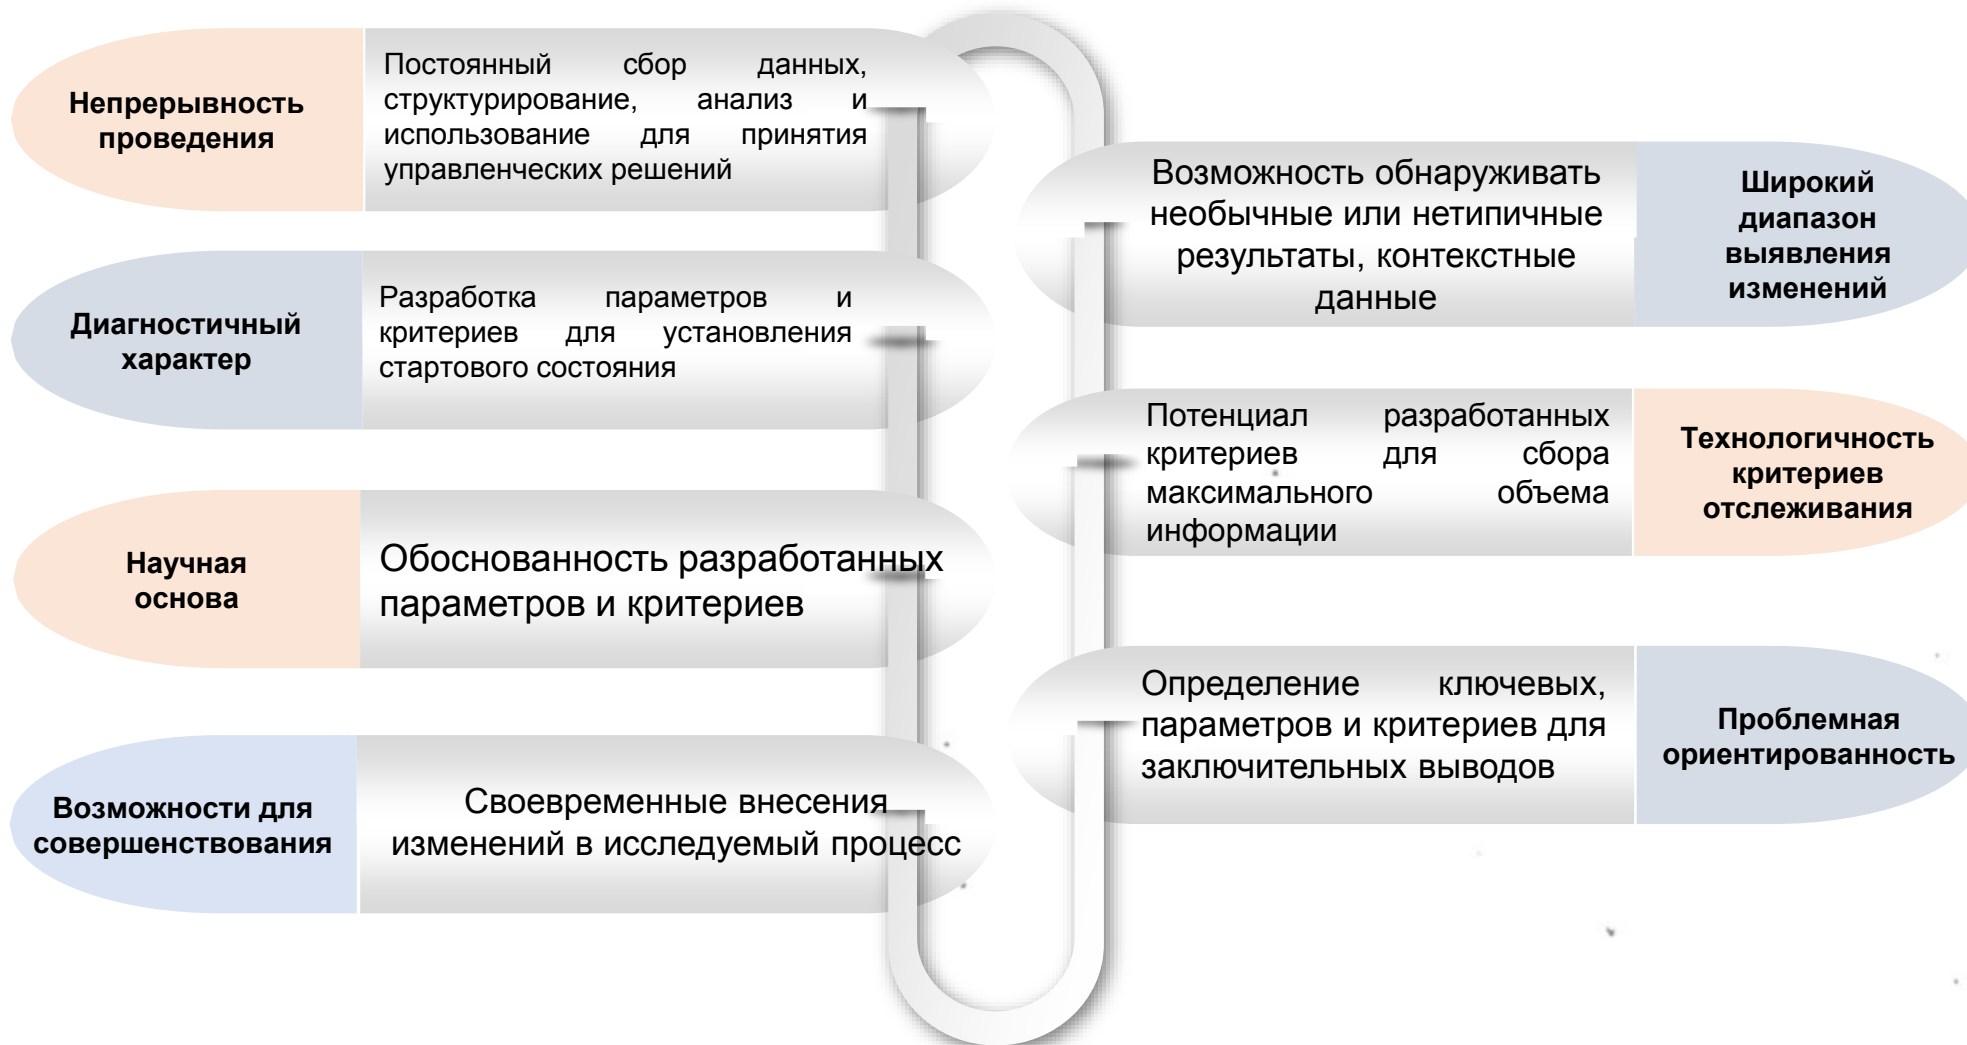 Непрерывность
проведения
Постоянный сбор данных,
структурирование, анализ и
использование для принятия
управленческих решений
Диагностичный
характер
Разработка параметров и
критериев для установления
стартового состояния
Научная
основа
Обоснованность разработанных
параметров и критериев
Возможности для
совершенствования
Своевременные внесения
изменений в исследуемый процесс
Возможность обнаруживать
необычные или нетипичные
результаты, контекстные
данные
Широкий
диапазон
выявления
изменений
Потенциал разработанных
критериев для сбора
максимального объема
информации
Технологичность
критериев
отслеживания
Определение ключевых,
параметров и критериев для
заключительных выводов
Проблемная
ориентированность